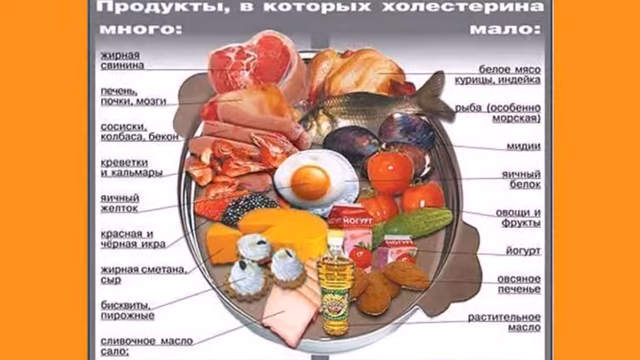 Продукты, в которых холестерина
много:
мало:
жирная
свинина
печень,
почки, мозги
сосиски,
колбаса, бекон
креветки
и кальмары
яичный
желток
красная и
чёрная икра
жирная сметана,
сыр
бисквиты,
пирожные
сливочное масло
сало;
белое мясо
курицы, индейка
рыба (особенно
морская)
мидии
яичный
белок
овощи и
фрукты
йогурт
овсяное
печенье
растительное
масло
ЙОГУРТ